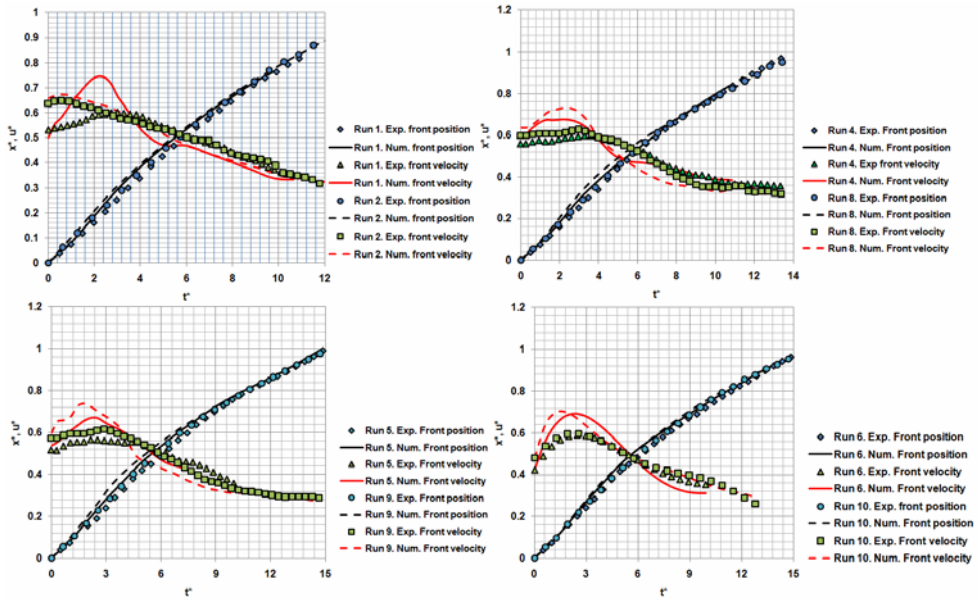 1
0.9
0.8
0.7
0.6
0.5
0.4
0.3
0.2
0.1
0
x*, u*
0 2 4 6 8 10 12
t*
Run 1. Exp. front position
Run 1. Num. front position
Run 1. Exp. front velocity
Run 1. Num. front velocity
Run 2. Exp. front position
Run 2. Num. front position
Run 2. Exp. front velocity
Run 2. Num. front velocity
1.2
1
0.8
0.6
0.4
0.2
0
x*, u*
0 2 4 6 8 10 12 14
t*
Run 4. Exp. Front position
Run 4. Num. Front position
Run 4. Exp front velocity
Run 4. Num. Front velocity
Run 8. Exp. Front position
Run 8. Num. Front position
Run 8. Exp. Front velocity
Run 8. Num. Front velocity
1.2
1
0.8
0.6
0.4
0.2
0
x*, u*
0 3 6 9 12 15
t*
Run 5. Exp. Front position
Run 5. Num. Front position
Run 5. Exp. Front velocity
Run 5. Num. Front velocity
Run 9. Exp. Front position
Run 9. Num. Front position
Run 9. Exp. Front velocity
Run 9. Num. Front velocity
1.2
1
0.8
0.6
0.4
0.2
0
x*, u*
0 3 6 9 12 15
t*
Run 6. Exp. Front position
Run 6. Num. Front position
Run 6. Exp. Front velocity
Run 6. Num. Front velocity
Run 10. Exp. front position
Run 10. Num. Front position
Run 10. Exp. Front velocity
Run 10. Num. Front velocity